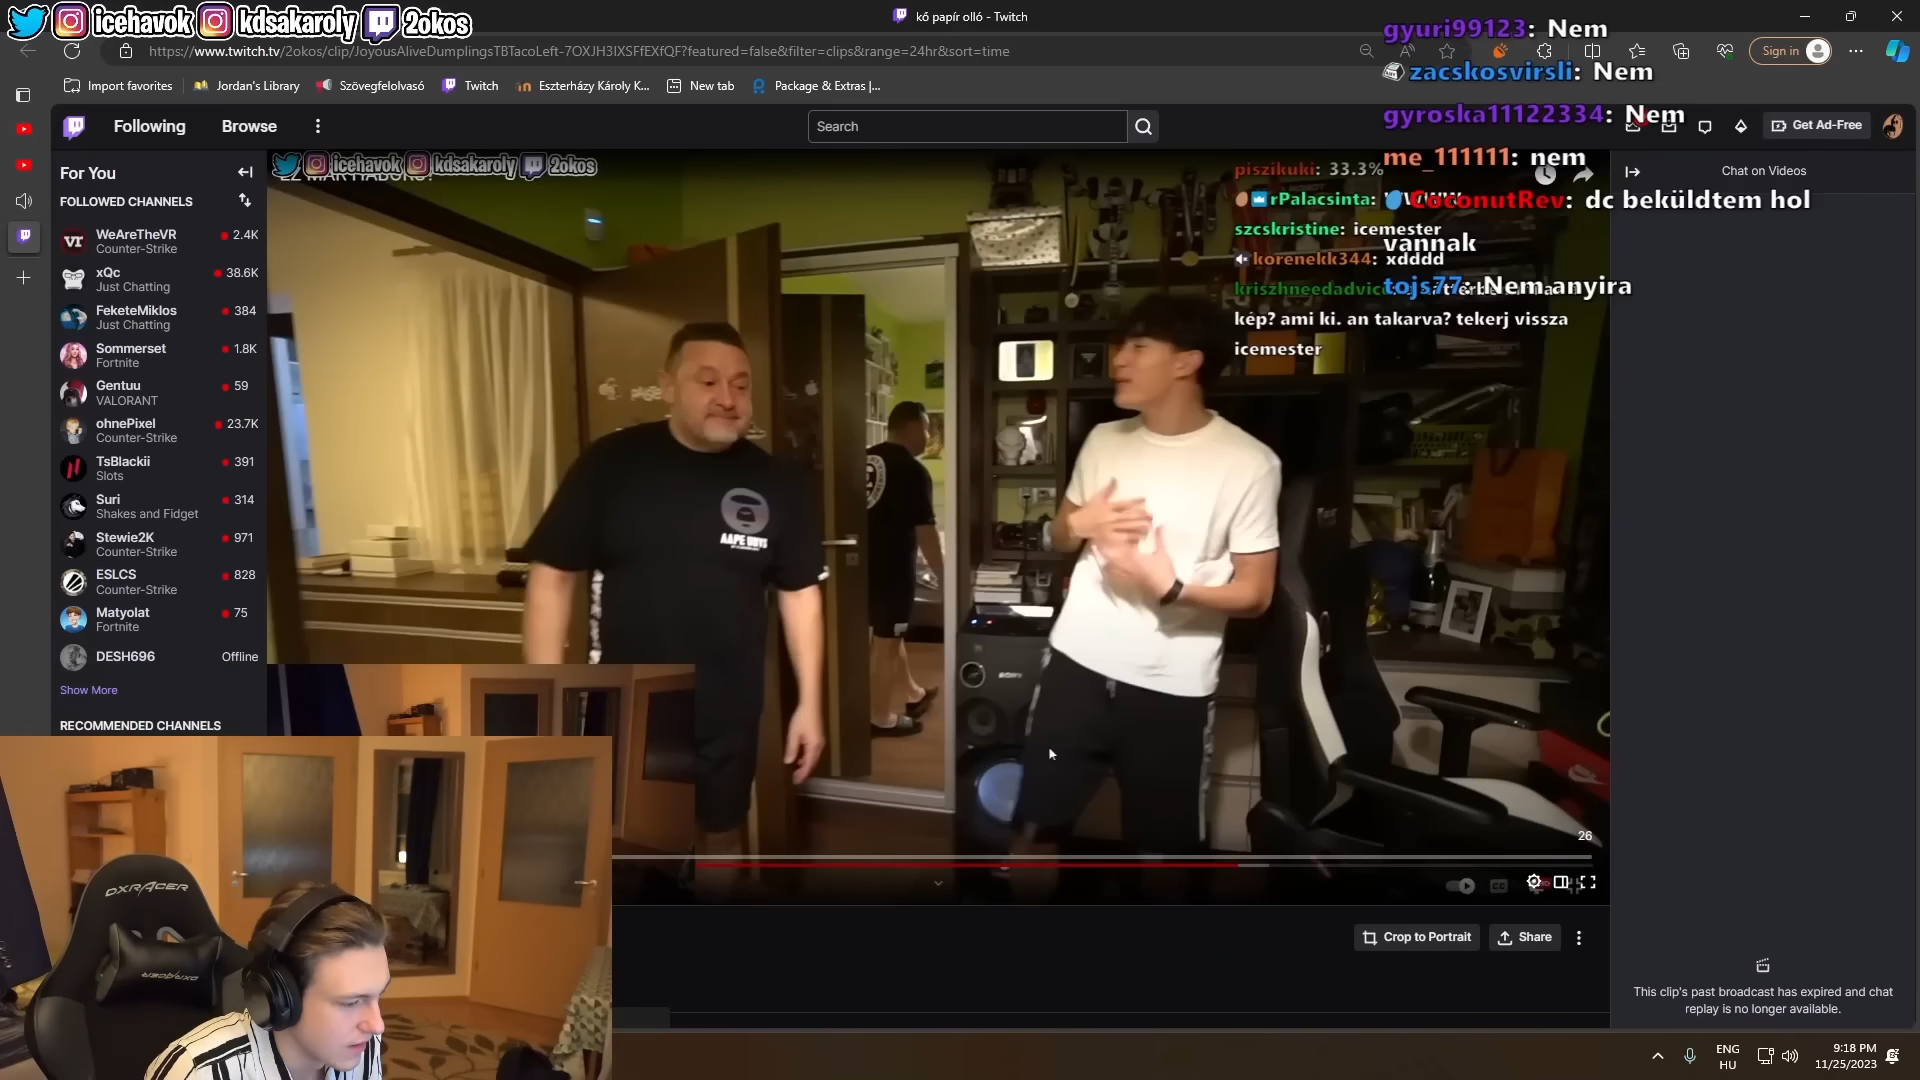 icehavok kdsakaroly 2okos
kő papír olló - Twitch
https://www.twitch.tv/2okos/clip/JoyousAliveDumplingsTBTacoLeft-7OXJH3IXSFfEXfQF?featured=false&filter=clips&range=24hr&sort=time
Sign in
Import favorites
Jordan's Library
Szövegfelolvasó
Twitch
Eszterházy Károly K...
New tab
Package & Extras |...
Following
Browse
Search
Get Ad-Free
gyuri99123: Nem
zacskosvirsli: Nem
gyroska11122334: Nem
me_111111: nem
CoconutRev: dc beküldtem hol
vannak
tojs77: Nem anyira
For You
FOLLOWED CHANNELS
WeAreTheVR 2.4K
Counter-Strike
xQc 38.6K
Just Chatting
FeketeMiklos 384
Just Chatting
Sommerset 1.8K
Fortnite
Gentuu 59
VALORANT
ohnePixel 23.7K
Counter-Strike
TsBlackii 391
Slots
Suri 314
Shakes and Fidget
Stewie2K 971
Counter-Strike
ESLCS 828
Counter-Strike
Matyolat 75
Fortnite
DESH696 Offline
Show More
RECOMMENDED CHANNELS
icehavok kdsakaroly 2okos
piszikuki: 33.3%
rPalacsinta:
szcskristine: icemester
korenekk344: xdddd
kép? ami ki. an takarva? tekerj vissza
icemester
AAPE
SONY
26
Chat on Videos
Crop to Portrait
Share
This clip's past broadcast has expired and chat
replay is no longer available.
DXRACER
DXRACER
ENG
HU
9:18 PM
11/25/2023